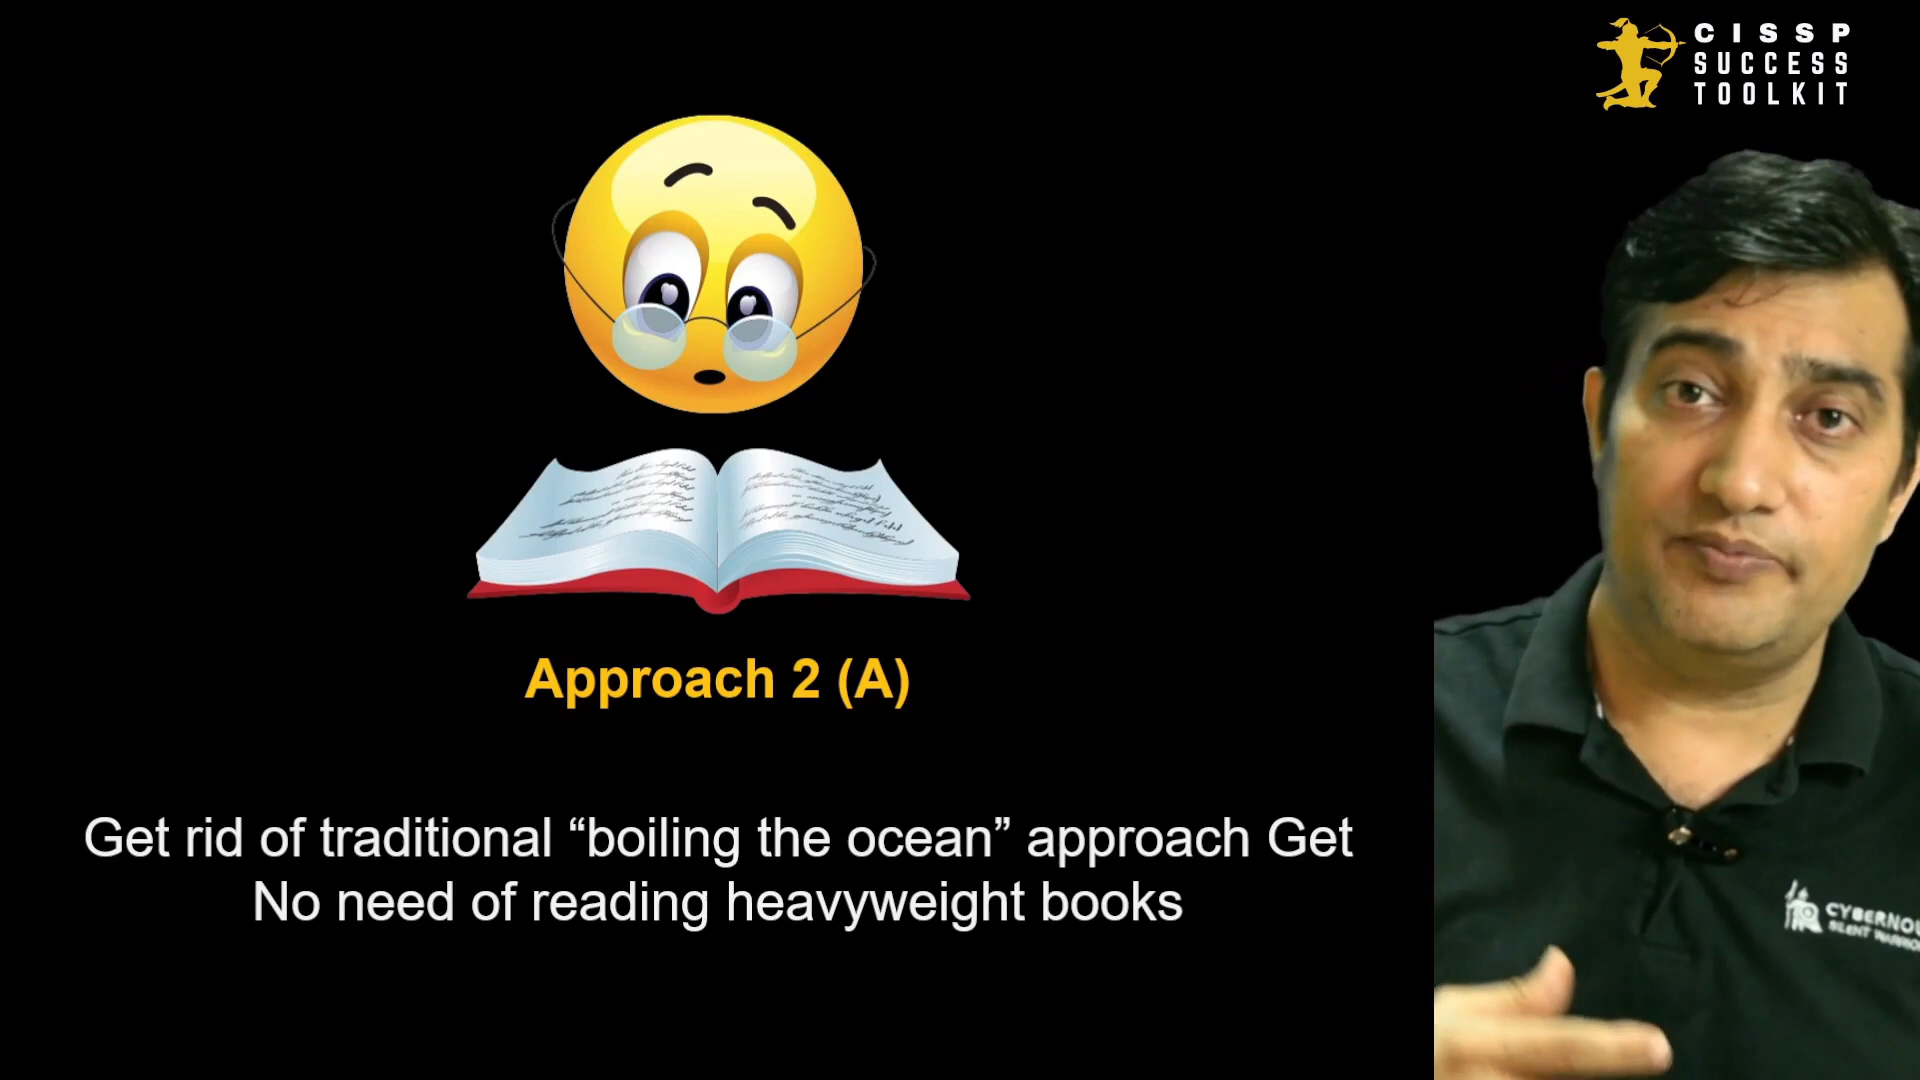 CISSP
SUCCESS
TOOLKIT
Approach 2 (A)
Get rid of traditional “boiling the ocean” approach Get
No need of reading heavyweight books
SILENT